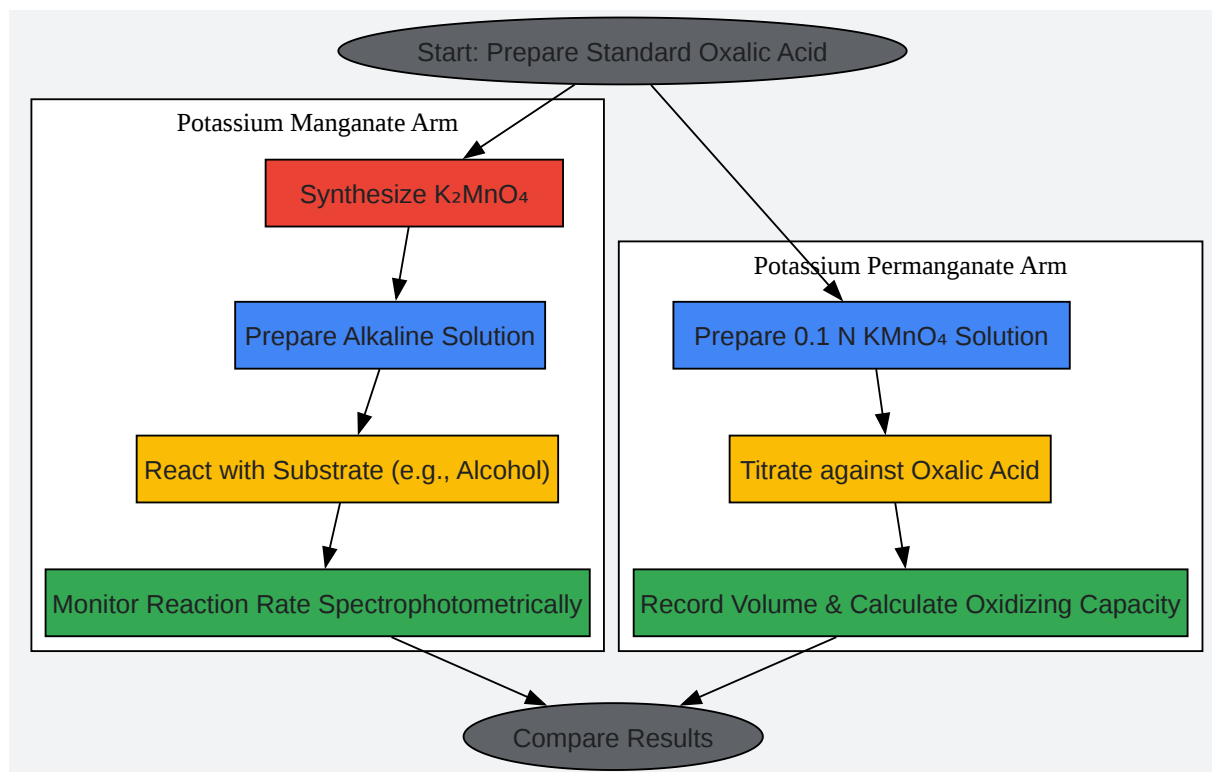 Start: Prepare Standard Oxalic Acid
Potassium Manganate Arm
Synthesize K₂MnO₄
Prepare Alkaline Solution
React with Substrate (e.g., Alcohol)
Monitor Reaction Rate Spectrophotometrically
Potassium Permanganate Arm
Prepare 0.1 N KMnO₄ Solution
Titrate against Oxalic Acid
Record Volume & Calculate Oxidizing Capacity
Compare Results